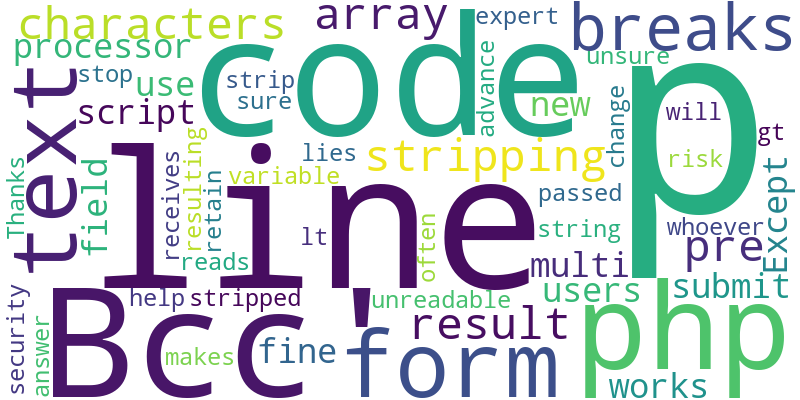 characters
array
expert
breaks
processor
code
p
unsure
stop
use
strip
sure
advance
new
change
will
script
text
line
lies
stripping
gt
risk
Thanks
field
receives
resulting
retain
variable
passed
Except
reads
lt
often
string
whoever
pre
multi
security
answer
Bcc
help
stripped
'
unreadable
users
submit
makes
fine
form
result
php
works